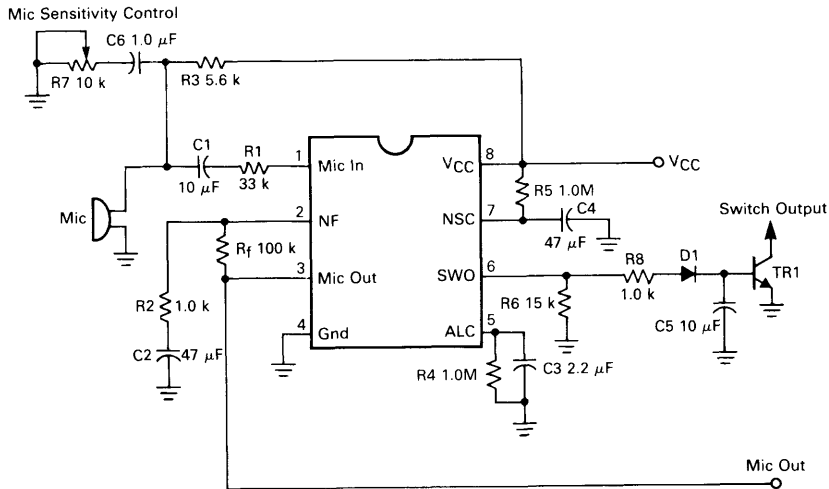 Mic Sensitivity Control
C6 1.0 μF
R7 10 k
R3 5.6 k
C1
10 μF
R1
33 k
1
Mic In
VCC
8
VCC
R5 1.0M
Mic
2
NF
NSC
7
C4
47 μF
Switch Output
Rf 100 k
3
Mic Out
SWO
6
R8
1.0 k
D1
TR1
R2
1.0 k
R6 15 k
C5 10 μF
4
Gnd
ALC
5
C2
47 μF
R4 1.0M
C3 2.2 μF
Mic Out